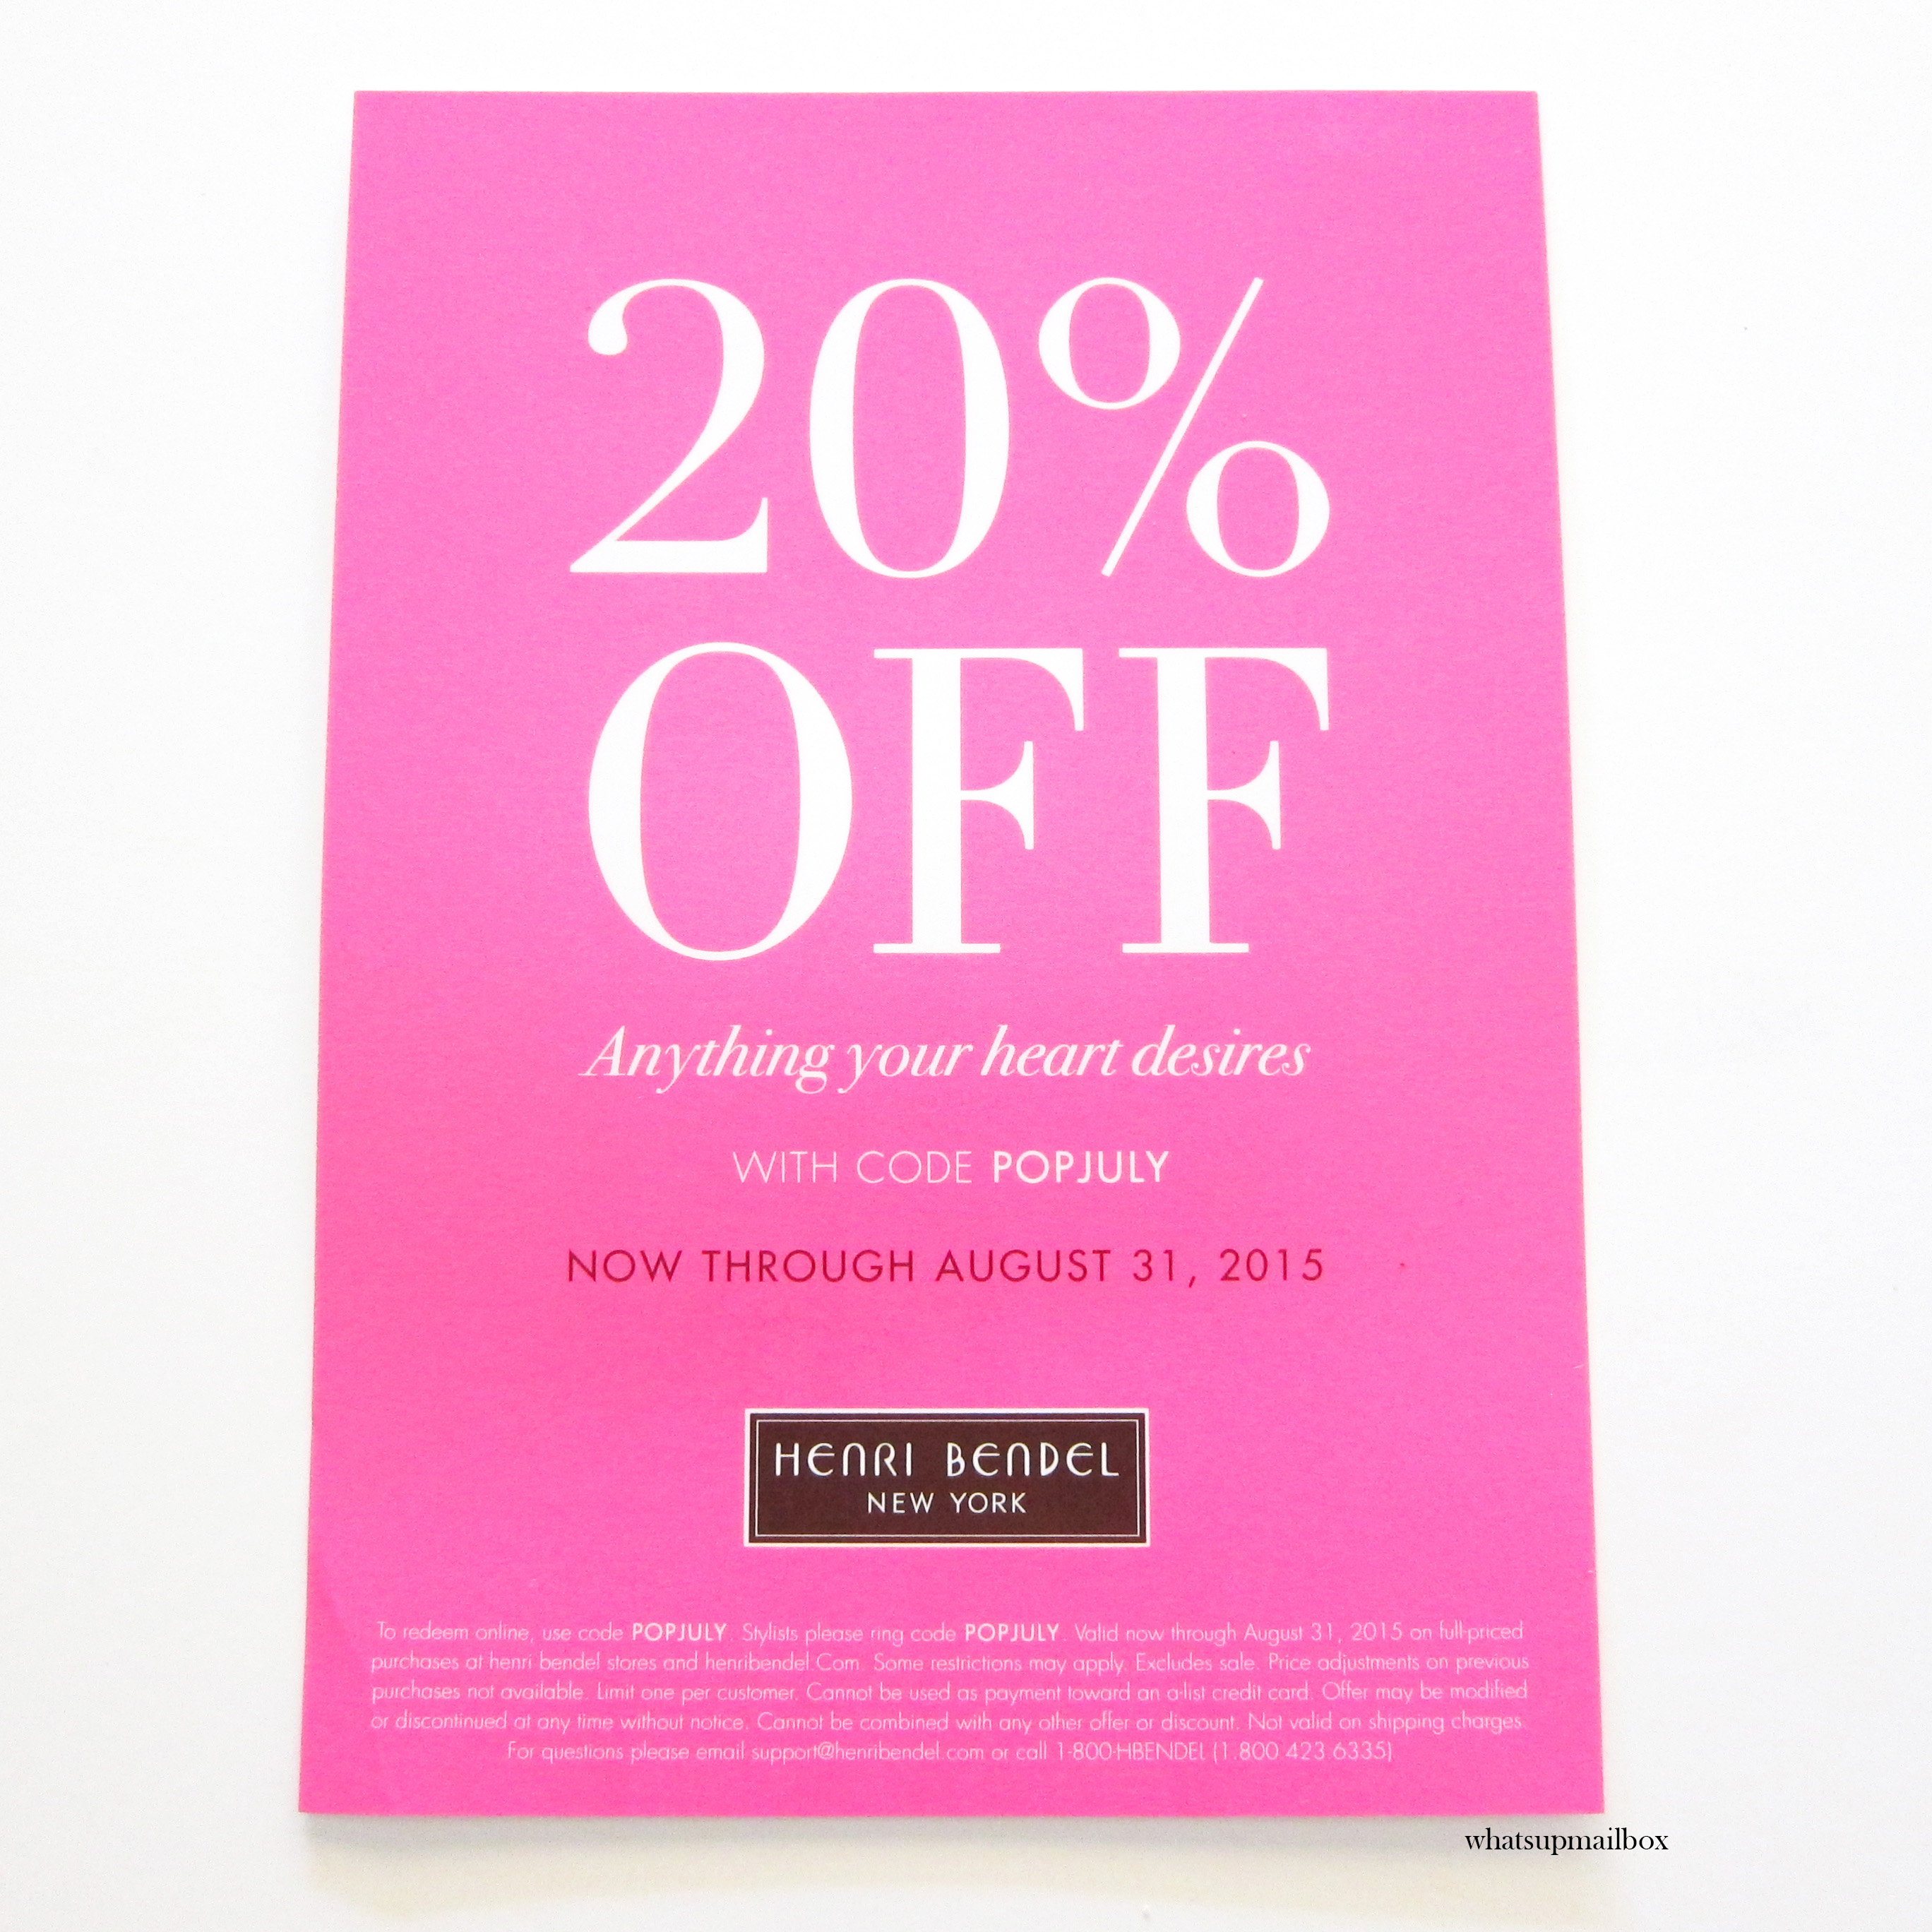 20%
OFF
Anything your heart desires
WITH CODE POPJULY
NOW THROUGH AUGUST 31, 2015
HENRI BENDEL
NEW YORK
To redeem online, use code POPJULY. Stylists please ring code POPJULY. Valid now through August 31, 2015 on full-priced
purchases at henri bendel stores and henribendel.Com. Some restrictions may apply. Excludes sale. Price adjustments on previous
purchases not available. Limit one per customer. Cannot be used as payment toward an a-list credit card. Offer may be modified
or discontinued at any time without notice. Cannot be combined with any other offer or discount. Not valid on shipping charges.
For questions please email support@henribendel.com or call 1-800-HBENDEL (1.800.423.6335)
whatsupmailbox